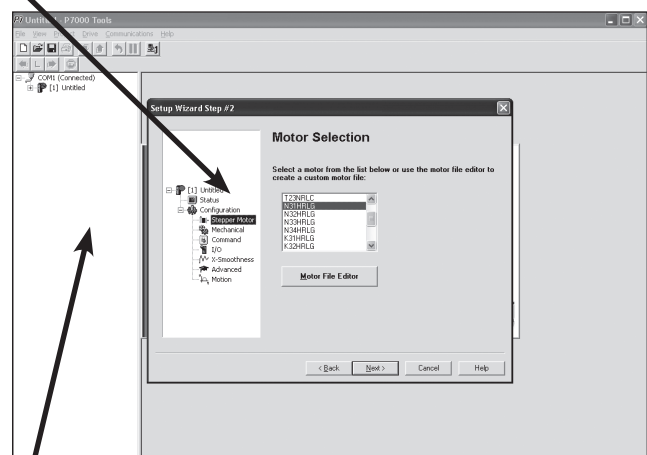 Untitled - P7000 Tools
File View Project Drive Communications Help
COM1 (Connected)
[1] Untitled
Setup Wizard Step #2
Motor Selection
Select a motor from the list below or use the motor file editor to
create a custom motor file:
[1] Untitled
Status
Configuration
Stepper Motor
Mechanical
Command
I/O
X-Smoothness
Advanced
Motion
T23NRLC
N31HRLG
N32HRLG
N33HRLG
N34HRLG
K31HRLG
K32HRLG
Motor File Editor
< Back Next > Cancel Help